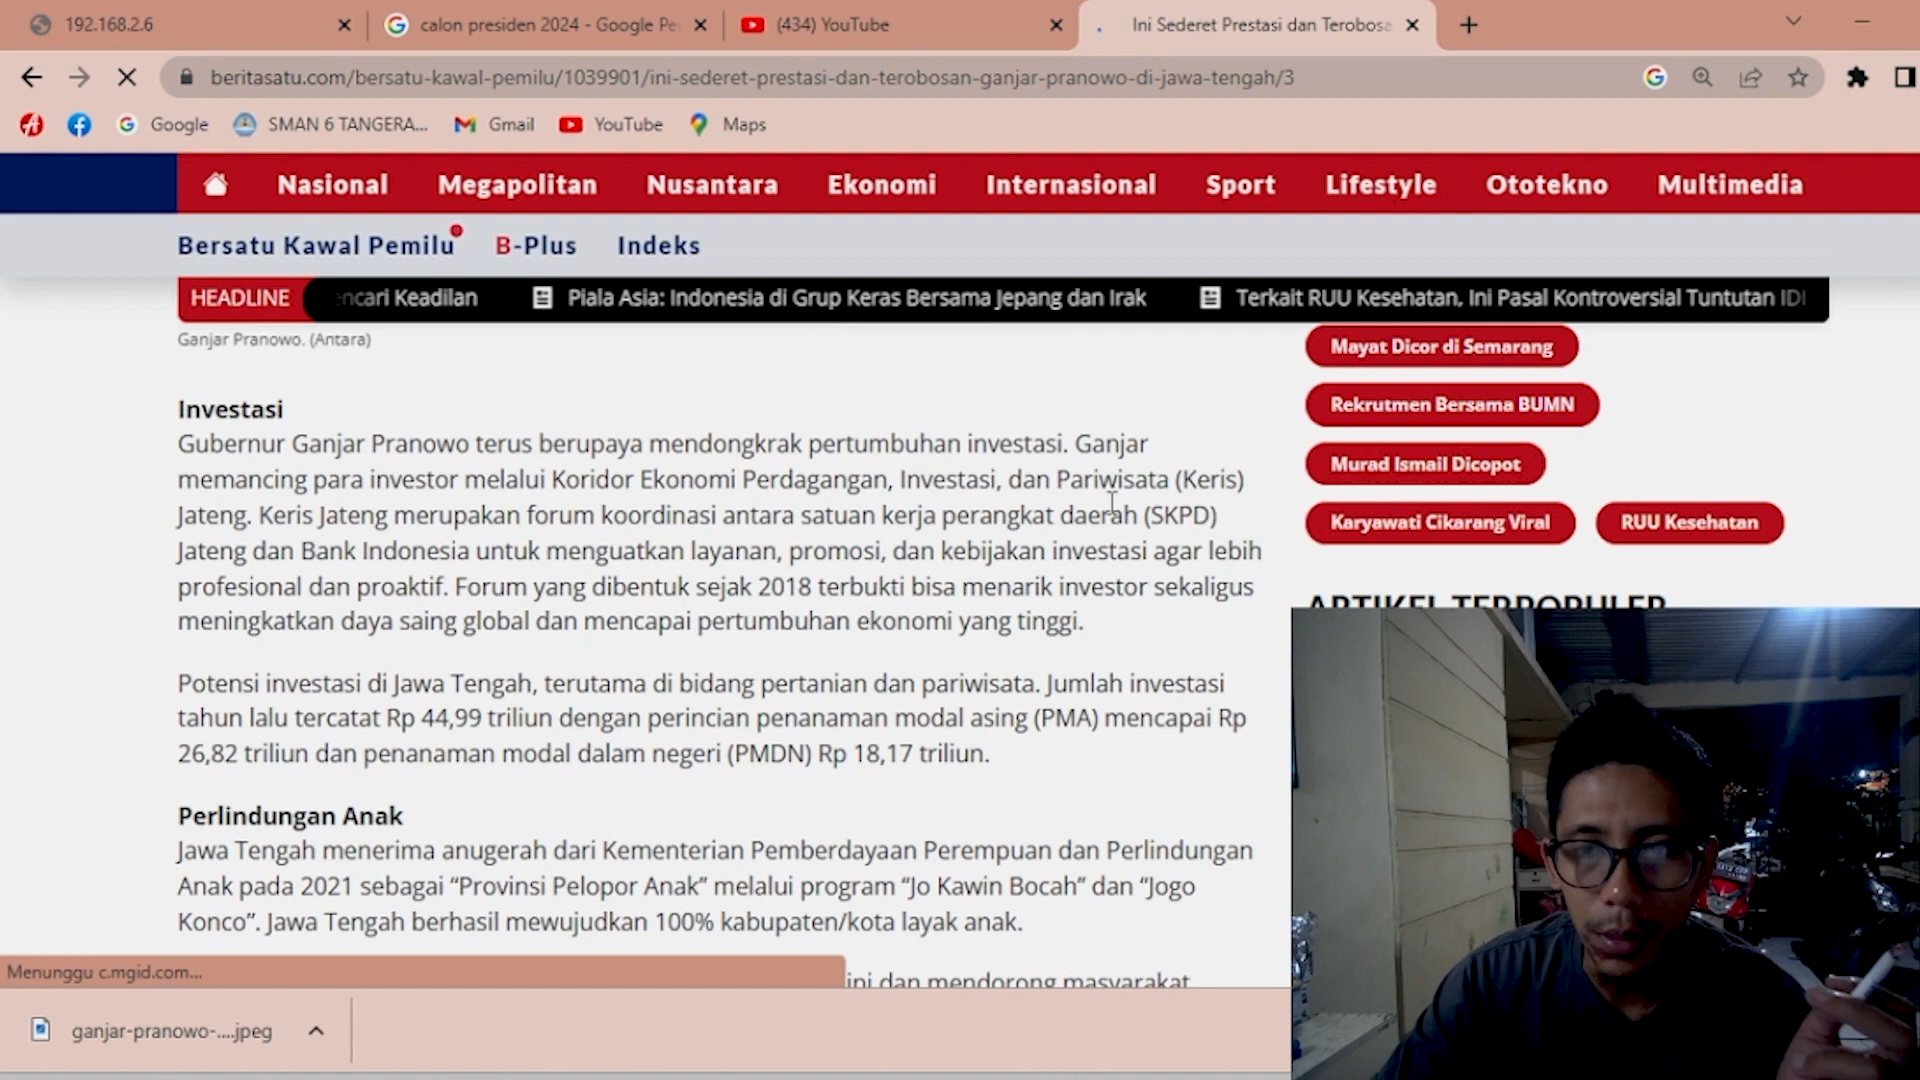 192.168.2.6
calon presiden 2024 - Google Pe
(434) YouTube
Ini Sederet Prestasi dan Terobosa
beritasatu.com/bersatu-kawal-pemilu/1039901/ini-sederet-prestasi-dan-terobosan-ganjar-pranowo-di-jawa-tengah/3
Google
SMAN 6 TANGERA...
Gmail
YouTube
Maps
Nasional
Megapolitan
Nusantara
Ekonomi
Internasional
Sport
Lifestyle
Ototekno
Multimedia
Bersatu Kawal Pemilu
B-Plus
Indeks
HEADLINE
encari Keadilan
Piala Asia: Indonesia di Grup Keras Bersama Jepang dan Irak
Terkait RUU Kesehatan, Ini Pasal Kontroversial Tuntutan IDI
Ganjar Pranowo. (Antara)
Investasi
Gubernur Ganjar Pranowo terus berupaya mendongkrak pertumbuhan investasi. Ganjar
memancing para investor melalui Koridor Ekonomi Perdagangan, Investasi, dan Pariwisata (Keris)
Jateng. Keris Jateng merupakan forum koordinasi antara satuan kerja perangkat daerah (SKPD)
Jateng dan Bank Indonesia untuk menguatkan layanan, promosi, dan kebijakan investasi agar lebih
profesional dan proaktif. Forum yang dibentuk sejak 2018 terbukti bisa menarik investor sekaligus
meningkatkan daya saing global dan mencapai pertumbuhan ekonomi yang tinggi.
Potensi investasi di Jawa Tengah, terutama di bidang pertanian dan pariwisata. Jumlah investasi
tahun lalu tercatat Rp 44,99 triliun dengan perincian penanaman modal asing (PMA) mencapai Rp
26,82 triliun dan penanaman modal dalam negeri (PMDN) Rp 18,17 triliun.
Perlindungan Anak
Jawa Tengah menerima anugerah dari Kementerian Pemberdayaan Perempuan dan Perlindungan
Anak pada 2021 sebagai “Provinsi Pelopor Anak” melalui program “Jo Kawin Bocah” dan “Jogo
Konco”. Jawa Tengah berhasil mewujudkan 100% kabupaten/kota layak anak.
ini dan mendorong masyarakat
Mayat Dicor di Semarang
Rekrutmen Bersama BUMN
Murad Ismail Dicopot
Karyawati Cikarang Viral
RUU Kesehatan
ARTIKEL TERPOPULER
Menunggu c.mgid.com...
ganjar-pranowo-....jpeg